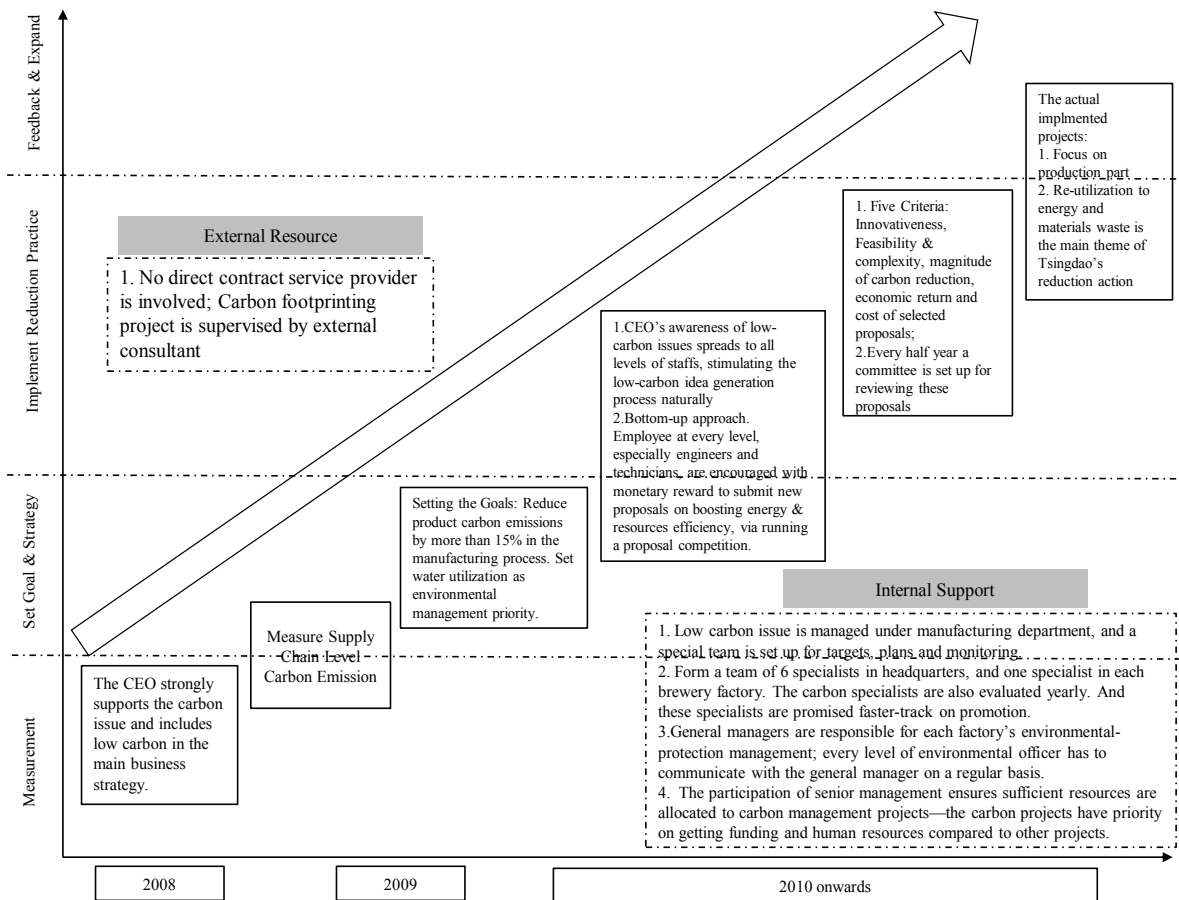 Feedback & Expand
Implement Reduction Practice
Set Goal & Strategy
Measurement
External Resource
1. No direct contract service provider
is involved; Carbon footprinting
project is supervised by external
consultant
The CEO strongly
supports the carbon
issue and includes
low carbon in the
main business
strategy.
Measure Supply
Chain Level
Carbon Emission
Setting the Goals: Reduce
product carbon emissions
by more than 15% in the
manufacturing process. Set
water utilization as
environmental
management priority.
1.CEO’s awareness of low-
carbon issues spreads to all
levels of staffs, stimulating the
low-carbon idea generation
process naturally
2.Bottom-up approach.
Employee at every level,
especially engineers and
technicians, are encouraged with
monetary reward to submit new
proposals on boosting energy &
resources efficiency, via running
a proposal competition.
1. Five Criteria:
Innovativeness,
Feasibility &
complexity, magnitude
of carbon reduction,
economic return and
cost of selected
proposals;
2.Every half year a
committee is set up for
reviewing these
proposals
The actual
implmented
projects:
1. Focus on
production part
2. Re-utilization to
energy and
materials waste is
the main theme of
Tsingdao’s
reduction action
Internal Support
1. Low carbon issue is managed under manufacturing department, and a
special team is set up for targets, plans and monitoring.
2. Form a team of 6 specialists in headquarters, and one specialist in each
brewery factory. The carbon specialists are also evaluated yearly. And
these specialists are promised faster-track on promotion.
3.General managers are responsible for each factory’s environmental-
protection management; every level of environmental officer has to
communicate with the general manager on a regular basis.
4. The participation of senior management ensures sufficient resources are
allocated to carbon management projects—the carbon projects have priority
on getting funding and human resources compared to other projects.
2008
2009
2010 onwards